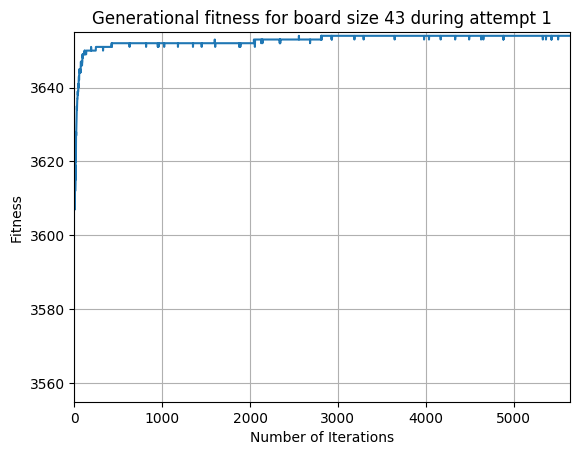 Generational fitness for board size 43 during attempt 1
Fitness
3640
3620
3600
3580
3560
0 1000 2000 3000 4000 5000
Number of Iterations